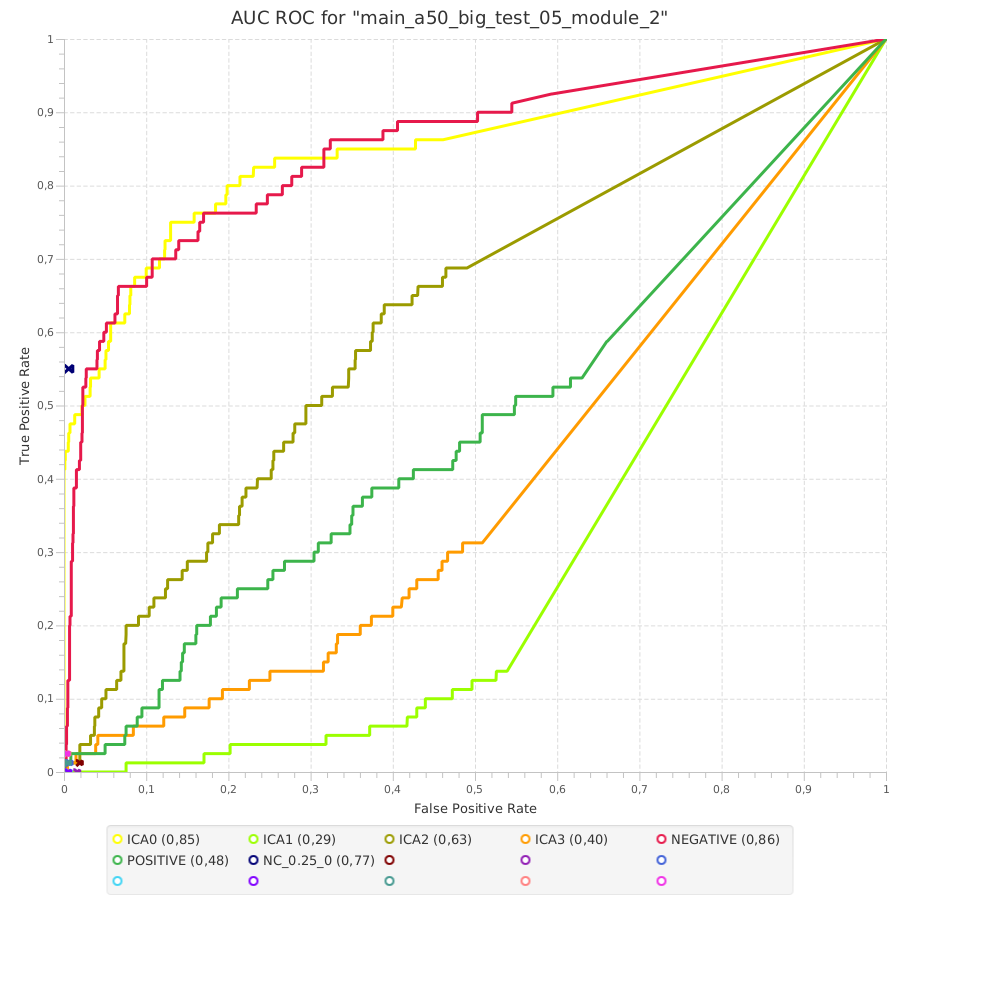 AUC ROC for "main_a50_big_test_05_module_2"
1
0,9
0,8
0,7
0,6
0,5
0,4
0,3
0,2
0,1
0
True Positive Rate
0 0,1 0,2 0,3 0,4 0,5 0,6 0,7 0,8 0,9 1
False Positive Rate
ICA0 (0,85) ICA1 (0,29) ICA2 (0,63) ICA3 (0,40) NEGATIVE (0,86)
POSITIVE (0,48) NC_0.25_0 (0,77)